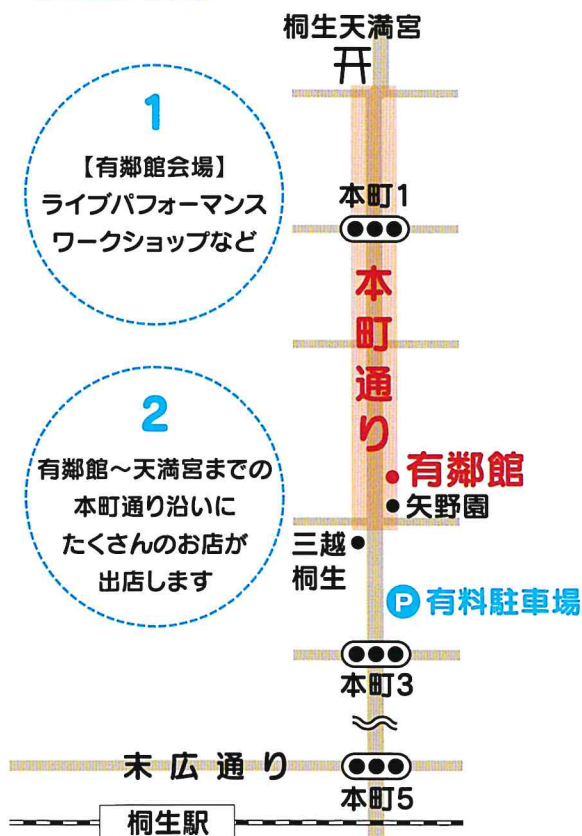 桐生天満宮
1
【有鄰館会場】
ライブパフォーマンス
ワークショップなど
本町1
本町通り
2
有鄰館～天満宮までの
本町通り沿いに
たくさんのお店が
出店します
有鄰館
矢野園
三越
桐生
P 有料駐車場
本町3
末広通り
本町5
桐生駅